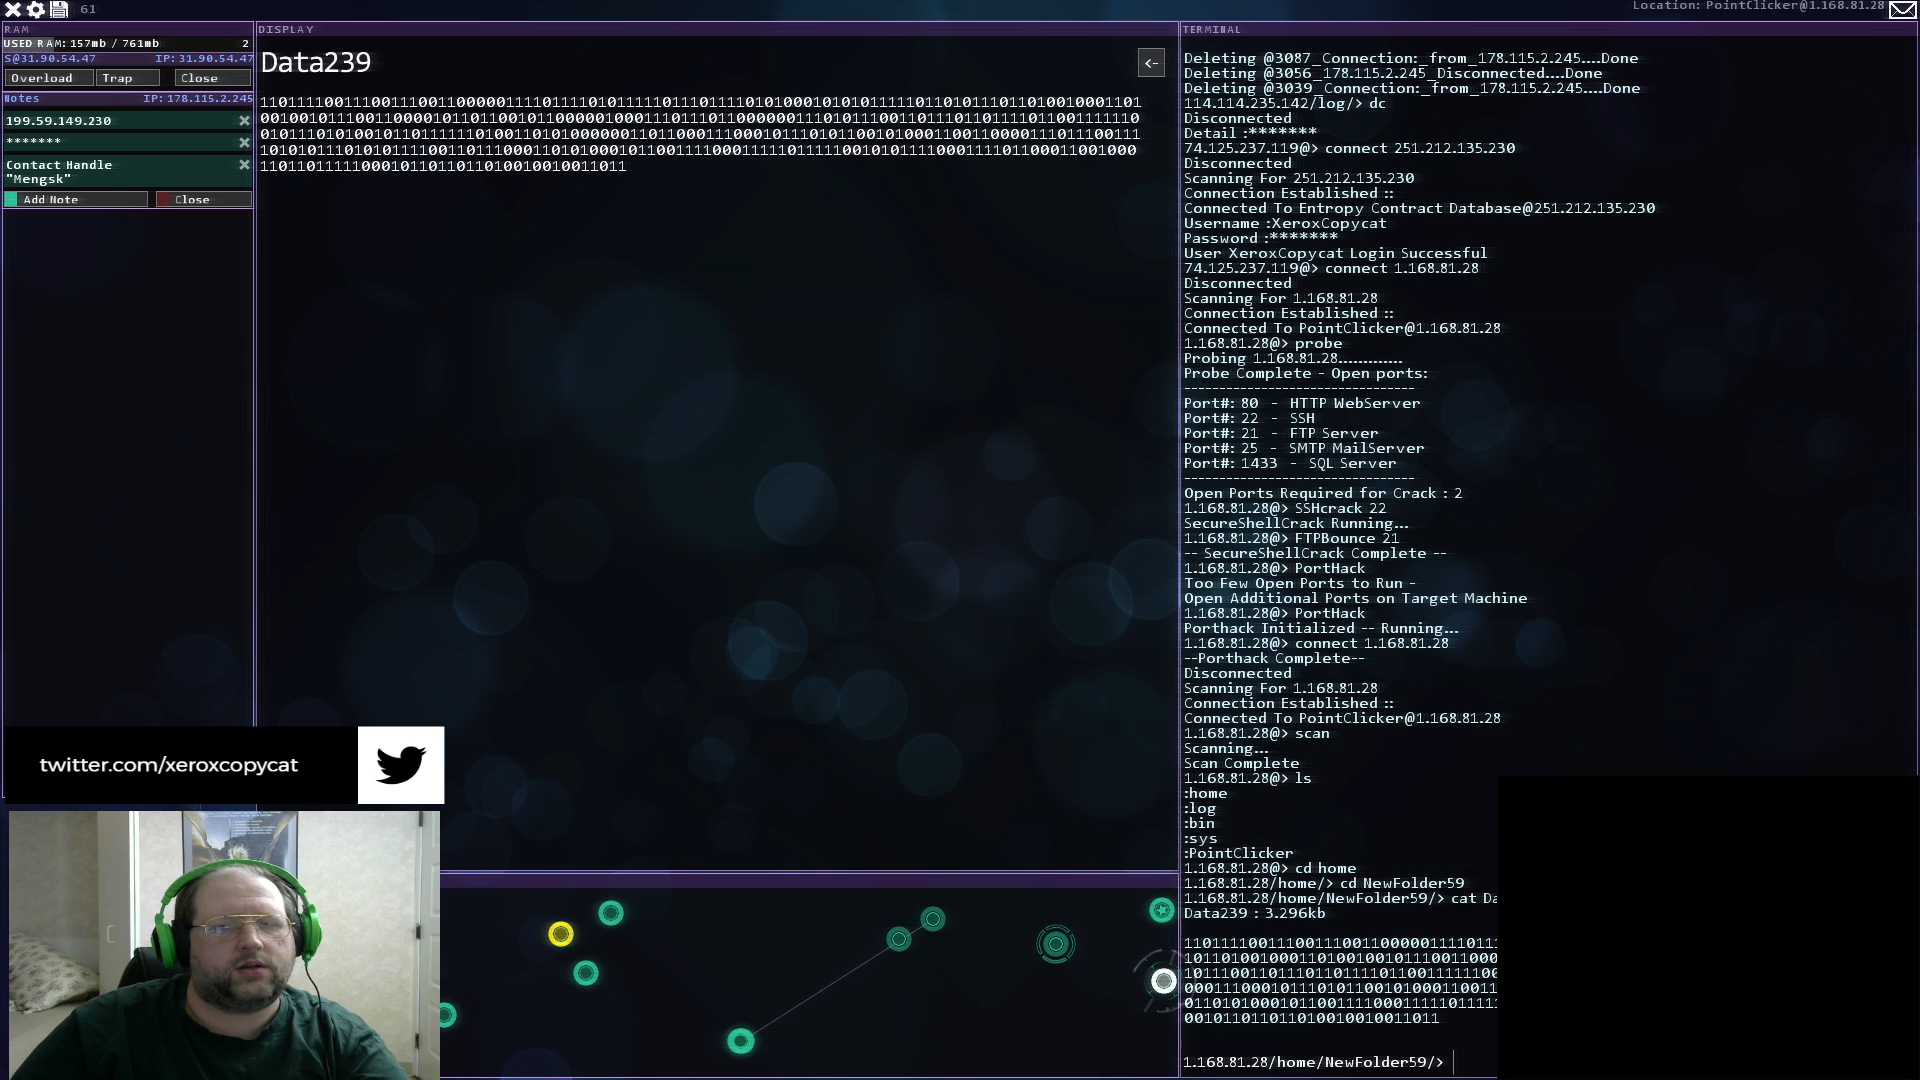 61
Location: PointClicker@1.168.81.28
RAM
USED RAM: 157mb / 761mb 2
S@31.90.54.47 IP: 31.90.54.47
Overload Trap Close
Notes IP: 178.115.2.245
199.59.149.230
*******
Contact Handle
"Mengsk"
Add Note Close
DISPLAY
Data239
<-
twitter.com/xeroxcopycat
TERMINAL
Deleting @3087_Connection:_from_178.115.2.245....Done
Deleting @3056_178.115.2.245_Disconnected....Done
Deleting @3039_Connection:_from_178.115.2.245....Done
114.114.235.142/log/> dc
Disconnected
Detail :*******
74.125.237.119@> connect 251.212.135.230
Disconnected
Scanning For 251.212.135.230
Connection Established ::
Connected To Entropy Contract Database@251.212.135.230
Username :XeroxCopycat
Password :*******
User XeroxCopycat Login Successful
74.125.237.119@> connect 1.168.81.28
Disconnected
Scanning For 1.168.81.28
Connection Established ::
Connected To PointClicker@1.168.81.28
1.168.81.28@> probe
Probing 1.168.81.28.............
Probe Complete - Open ports:
---------------------------------
Port#: 80 - HTTP WebServer
Port#: 22 - SSH
Port#: 21 - FTP Server
Port#: 25 - SMTP MailServer
Port#: 1433 - SQL Server
---------------------------------
Open Ports Required for Crack : 2
1.168.81.28@> SSHcrack 22
SecureShellCrack Running...
1.168.81.28@> FTPBounce 21
-- SecureShellCrack Complete --
1.168.81.28@> PortHack
Too Few Open Ports to Run -
Open Additional Ports on Target Machine
1.168.81.28@> PortHack
Porthack Initialized -- Running...
1.168.81.28@> connect 1.168.81.28
--Porthack Complete--
Disconnected
Scanning For 1.168.81.28
Connection Established ::
Connected To PointClicker@1.168.81.28
1.168.81.28@> scan
Scanning...
Scan Complete
1.168.81.28@> ls
:home
:log
:bin
:sys
:PointClicker
1.168.81.28@> cd home
1.168.81.28/home/> cd NewFolder59
1.168.81.28/home/NewFolder59/> cat Da
Data239 : 3.296kb
1.168.81.28/home/NewFolder59/>